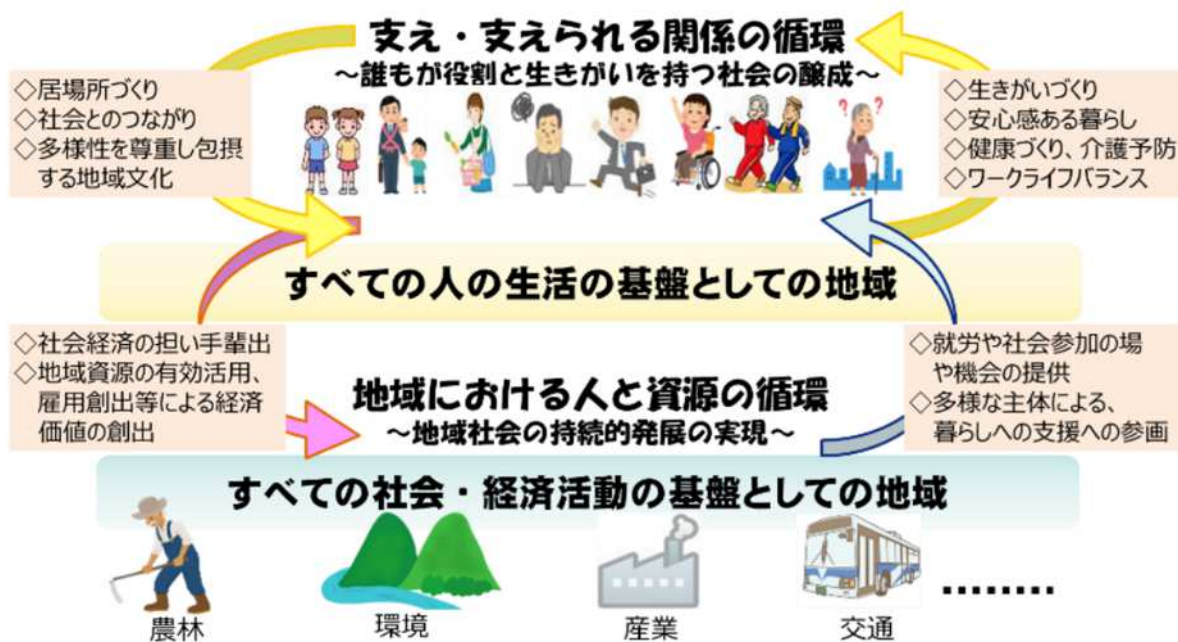 支え・支えられる関係の循環
～誰もが役割と生きがいを持つ社会の醸成～
◇居場所づくり
◇社会とのつながり
◇多様性を尊重し包摂
する地域文化
◇生きがいづくり
◇安心感ある暮らし
◇健康づくり、介護予防
◇ワークライフバランス
? ?
すべての人の生活の基盤としての地域
◇社会経済の担い手輩出
◇地域資源の有効活用、
雇用創出等による経済
価値の創出
◇就労や社会参加の場
や機会の提供
◇多様な主体による、
暮らしへの支援への参画
地域における人と資源の循環
～地域社会の持続的発展の実現～
すべての社会・経済活動の基盤としての地域
農林
環境
産業
交通
………